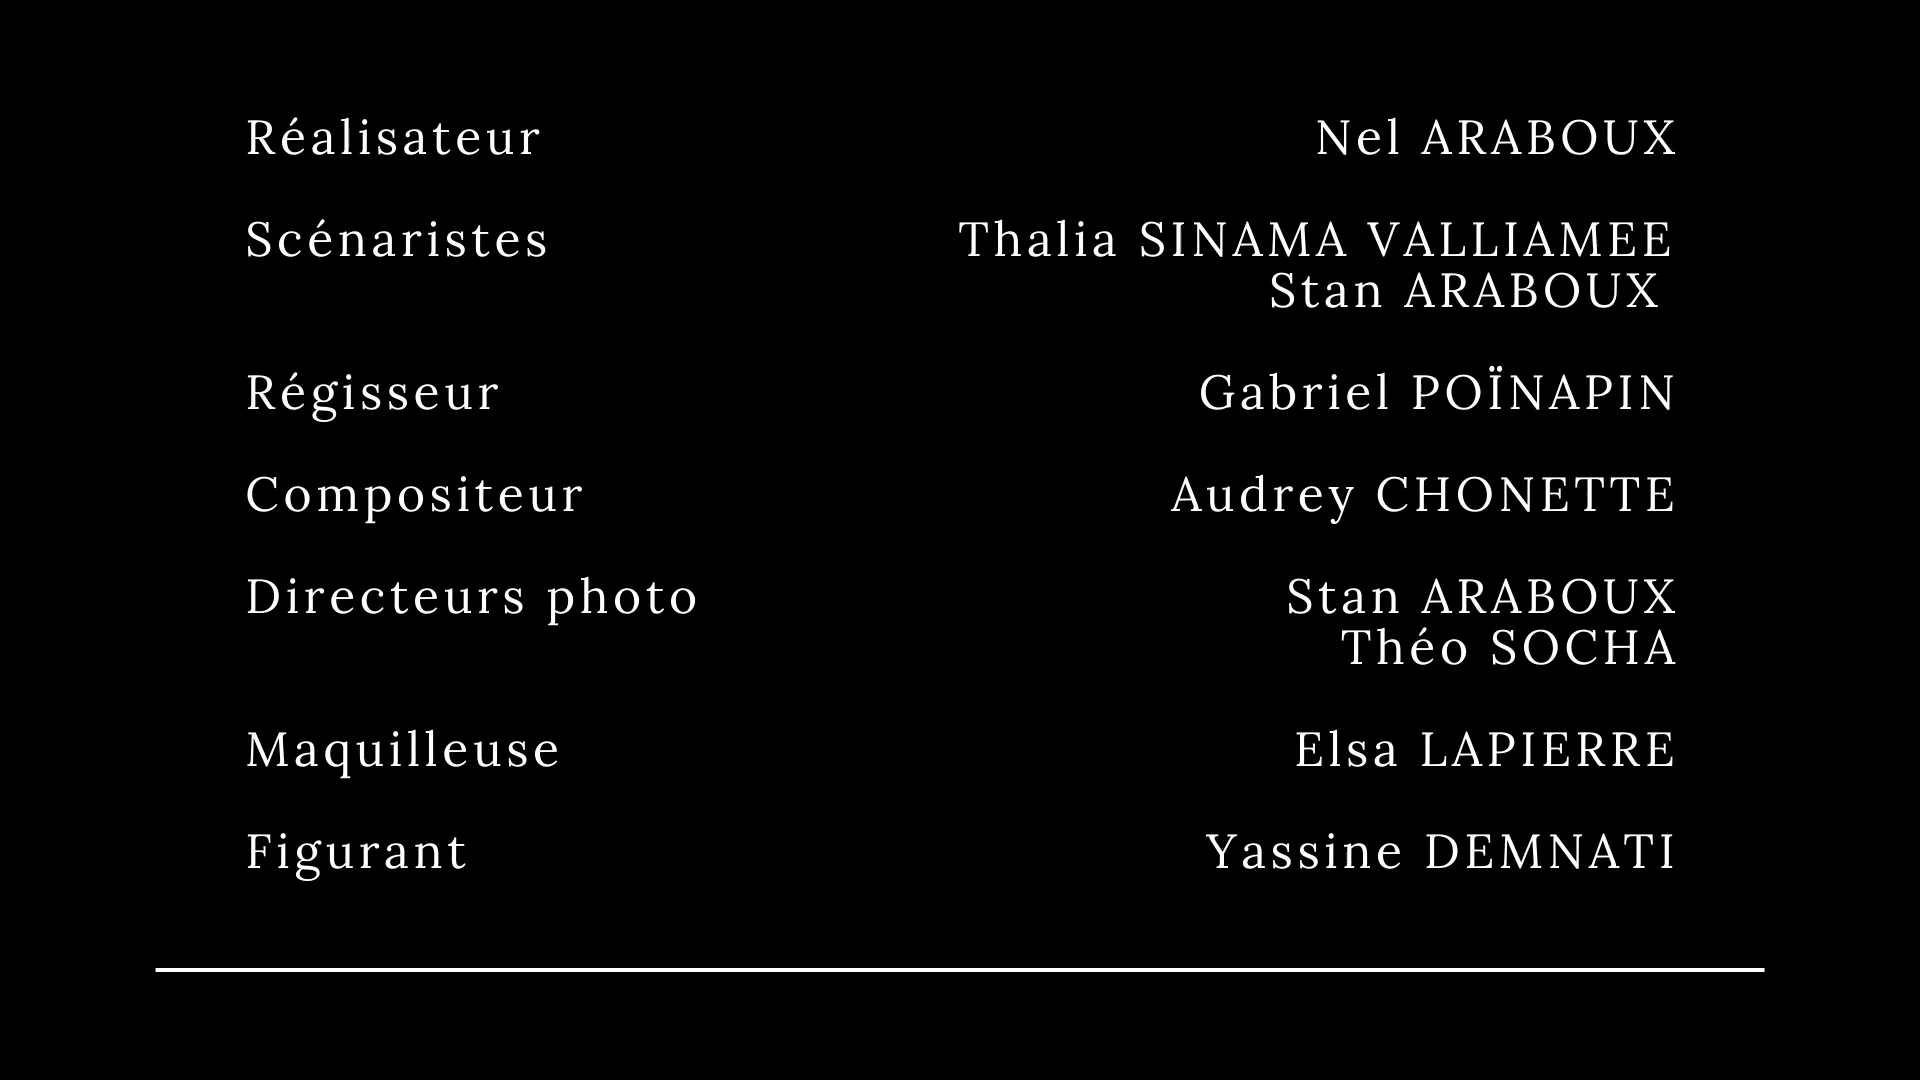 Réalisateur Nel ARABOUX
Scénaristes Thalia SINAMA VALLIAMEE
Stan ARABOUX
Régisseur Gabriel POÏNAPIN
Compositeur Audrey CHONETTE
Directeurs photo Stan ARABOUX
Théo SOCHA
Maquilleuse Elsa LAPIERRE
Figurant Yassine DEMNATI